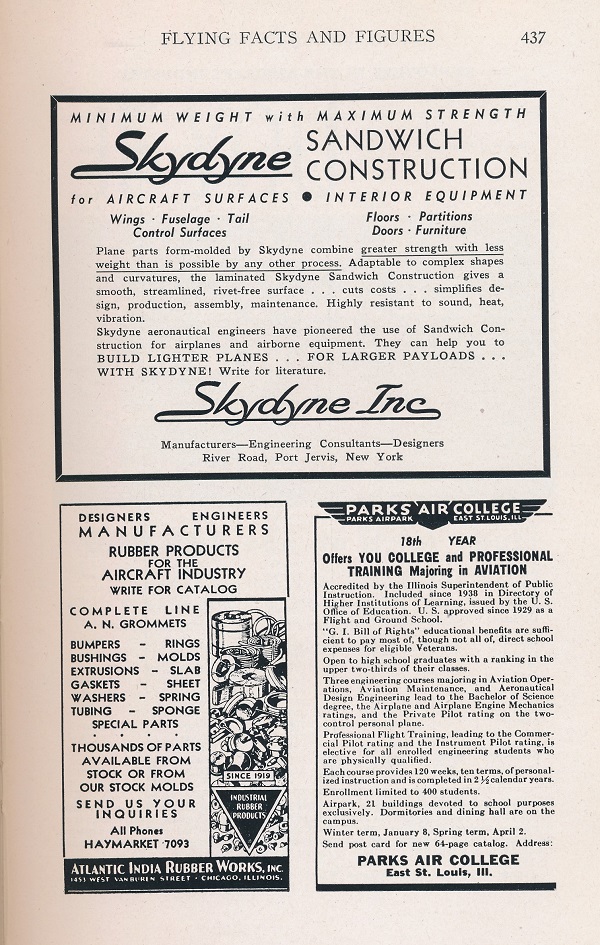 FLYING FACTS AND FIGURES 437
MINIMUM WEIGHT with MAXIMUM STRENGTH
Skydyne SANDWICH
CONSTRUCTION
for AIRCRAFT SURFACES ● INTERIOR EQUIPMENT
Wings · Fuselage · Tail
Control Surfaces
Floors · Partitions
Doors · Furniture
Plane parts form-molded by Skydyne combine greater strength with less
weight than is possible by any other process. Adaptable to complex shapes
and curvatures, the laminated Skydyne Sandwich Construction gives a
smooth, streamlined, rivet-free surface . . . cuts costs . . . simplifies de-
sign, production, assembly, maintenance. Highly resistant to sound, heat,
vibration.
Skydyne aeronautical engineers have pioneered the use of Sandwich Con-
struction for airplanes and airborne equipment. They can help you to
BUILD LIGHTER PLANES . . . FOR LARGER PAYLOADS . . .
WITH SKYDYNE! Write for literature.
Skydyne Inc
Manufacturers—Engineering Consultants—Designers
River Road, Port Jervis, New York
DESIGNERS ENGINEERS
MANUFACTURERS
RUBBER PRODUCTS
FOR THE
AIRCRAFT INDUSTRY
WRITE FOR CATALOG
COMPLETE LINE
A. N. GROMMETS
BUMPERS – RINGS
BUSHINGS – MOLDS
EXTRUSIONS – SLAB
GASKETS – SHEET
WASHERS – SPRING
TUBING – SPONGE
SPECIAL PARTS
· · · ·
THOUSANDS OF PARTS
AVAILABLE FROM
STOCK OR FROM
OUR STOCK MOLDS
SEND US YOUR
INQUIRIES
All Phones
HAYMARKET 7093
SINCE 1919
INDUSTRIAL
RUBBER
PRODUCTS
ATLANTIC INDIA RUBBER WORKS, INC.
1453 WEST VAN BUREN STREET · CHICAGO, ILLINOIS.
PARKS AIR COLLEGE
PARKS AIRPARK EAST ST. LOUIS, ILL.
18th YEAR
Offers YOU COLLEGE and PROFESSIONAL
TRAINING Majoring in AVIATION
Accredited by the Illinois Superintendent of Public
Instruction. Included since 1938 in Directory of
Higher Institutions of Learning, issued by the U. S.
Office of Education. U. S. approved since 1929 as a
Flight and Ground School.
"G. I. Bill of Rights" educational benefits are suffi-
cient to pay most of, though not all of, direct school
expenses for eligible Veterans.
Open to high school graduates with a ranking in the
upper two-thirds of their classes.
Three engineering courses majoring in Aviation Oper-
ations, Aviation Maintenance, and Aeronautical
Design Engineering lead to the Bachelor of Science
degree, the Airplane and Airplane Engine Mechanics
ratings, and the Private Pilot rating on the two-
control personal plane.
Professional Flight Training, leading to the Commer-
cial Pilot rating and the Instrument Pilot rating, is
elective for all enrolled engineering students who
are physically qualified.
Each course provides 120 weeks, ten terms, of personal-
ized instruction and is completed in 2 ½ calendar years.
Enrollment limited to 400 students.
Airpark, 21 buildings devoted to school purposes
exclusively. Dormitories and dining hall are on the
campus.
Winter term, January 8, Spring term, April 2.
Send post card for new 64-page catalog. Address:
PARKS AIR COLLEGE
East St. Louis, Ill.